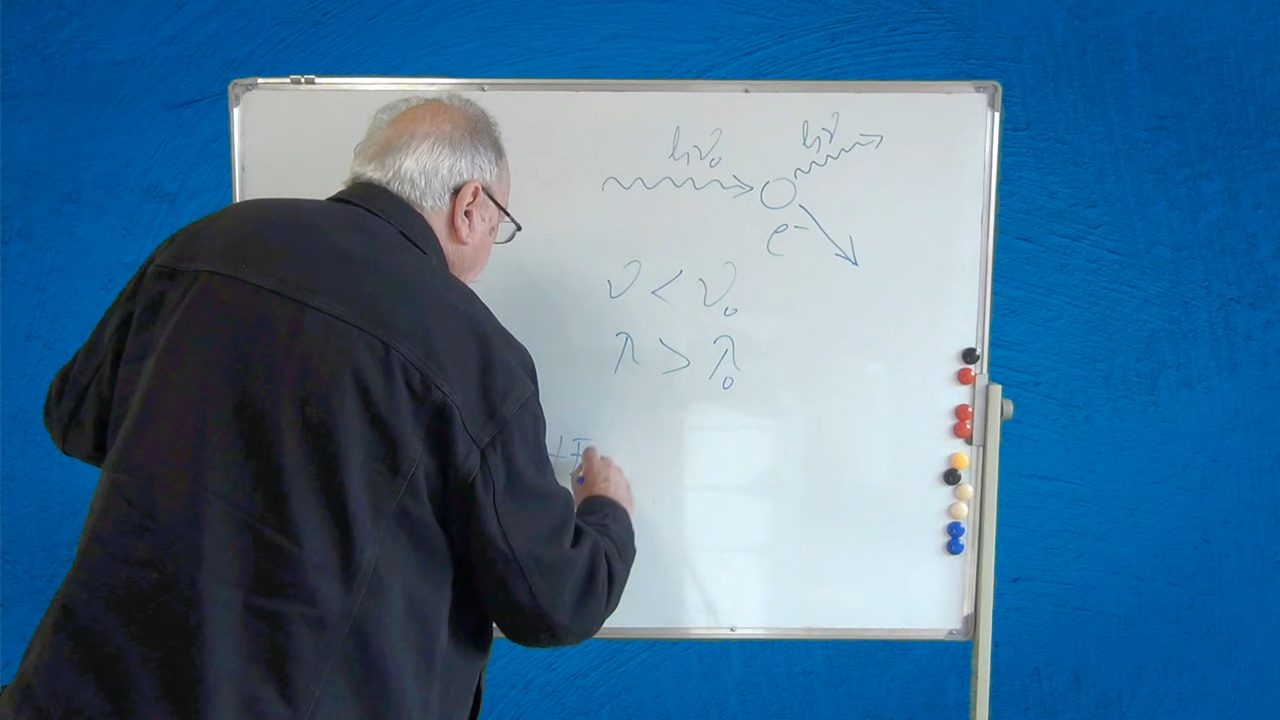 hν₀
hν
e⁻
ν < ν₀
λ > λ₀